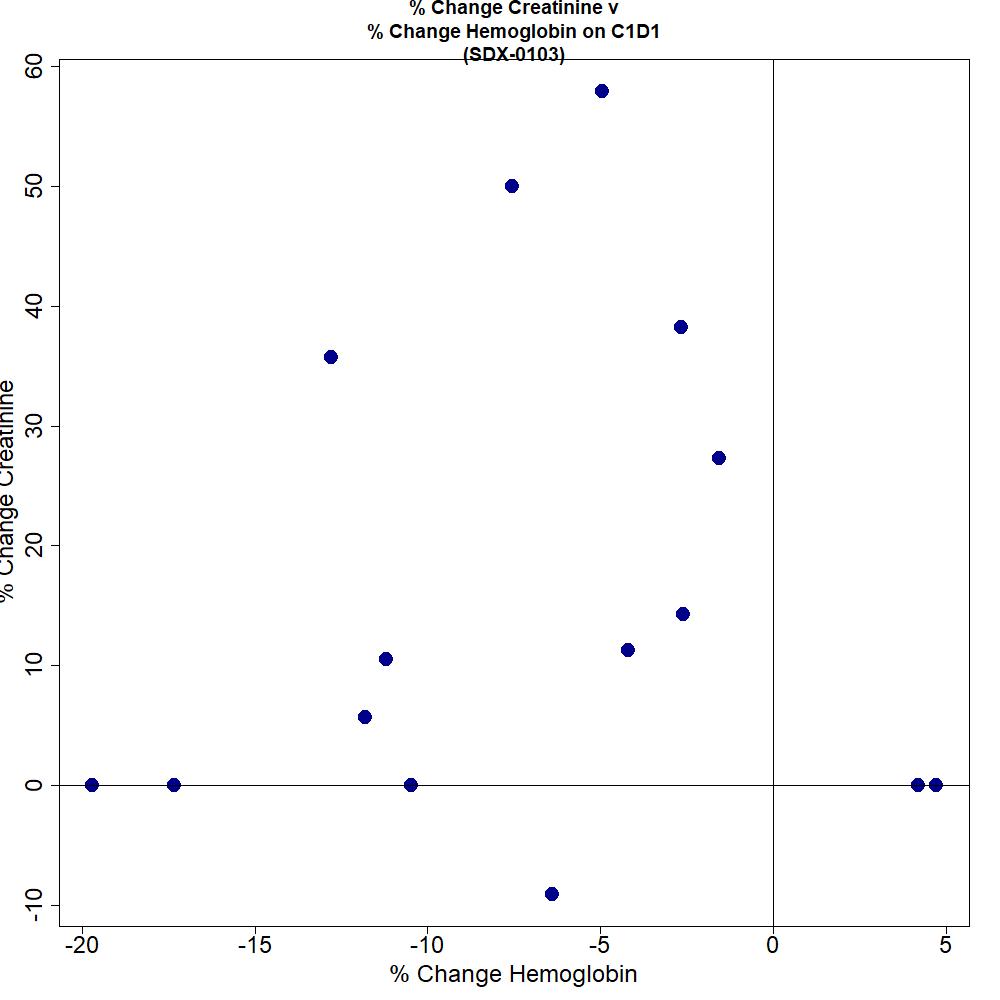 % Change Creatinine v
% Change Hemoglobin on C1D1
(SDX-0103)
60
50
40
30
20
10
0
-10
% Change Creatinine
-20 -15 -10 -5 0 5
% Change Hemoglobin